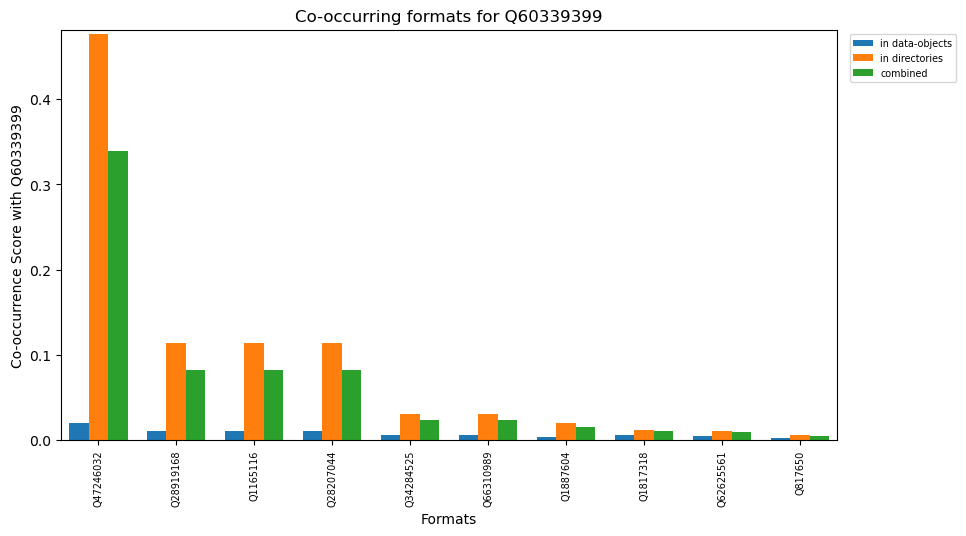 Co-occurring formats for Q60339399
in data-objects
in directories
combined
Co-occurrence Score with Q60339399
0.4
0.3
0.2
0.1
0.0
Q47246032
Q28919168
Q1165116
Q28207044
Q34284525
Q66310989
Q1887604
Q1817318
Q62625561
Q817650
Formats